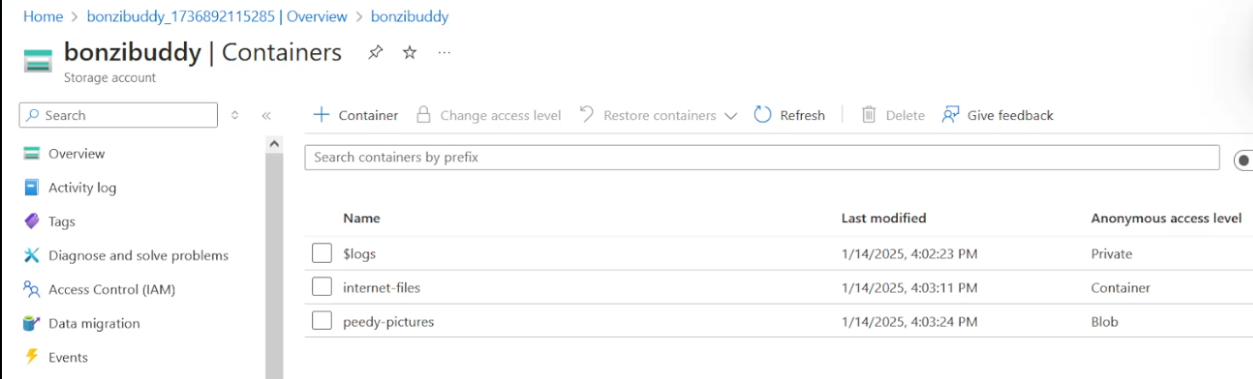 Home > bonzibuddy_1736892115285 | Overview > bonzibuddy
bonzibuddy | Containers
Storage account
Search
Container Change access level Restore containers Refresh Delete Give feedback
Search containers by prefix
Overview
Activity log
Tags
Diagnose and solve problems
Access Control (IAM)
Data migration
Events
Name Last modified Anonymous access level
$logs 1/14/2025, 4:02:23 PM Private
internet-files 1/14/2025, 4:03:11 PM Container
peedy-pictures 1/14/2025, 4:03:24 PM Blob